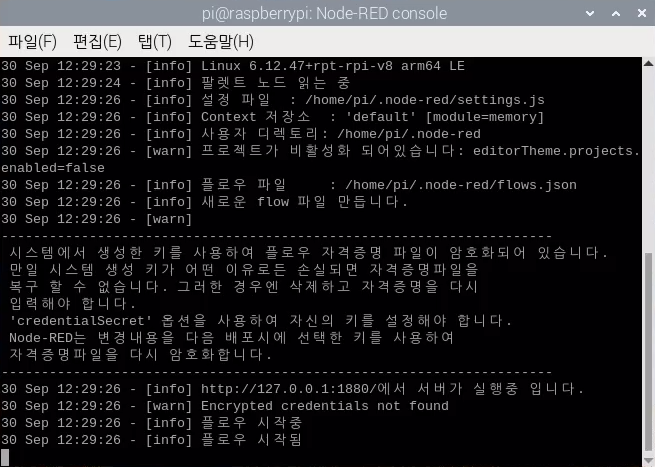 pi@raspberrypi: Node-RED console
파일(F) 편집(E) 탭(T) 도움말(H)
30 Sep 12:29:23 - [info] Linux 6.12.47+rpt-rpi-v8 arm64 LE
30 Sep 12:29:24 - [info] 팔렛트 노드 읽는 중
30 Sep 12:29:26 - [info] 설정 파일  : /home/pi/.node-red/settings.js
30 Sep 12:29:26 - [info] Context 저장소  : 'default' [module=memory]
30 Sep 12:29:26 - [info] 사용자 디렉토리: /home/pi/.node-red
30 Sep 12:29:26 - [warn] 프로젝트가 비활성화 되어있습니다: editorTheme.projects.
enabled=false
30 Sep 12:29:26 - [info] 플로우 파일     : /home/pi/.node-red/flows.json
30 Sep 12:29:26 - [info] 새로운 flow 파일 만듭니다.
30 Sep 12:29:26 - [warn]
---------------------------------------------------------------------
시스템에서 생성한 키를 사용하여 플로우 자격증명 파일이 암호화되어 있습니다.
만일 시스템 생성 키가 어떤 이유로든 손실되면 자격증명파일을
복구 할 수 없습니다. 그러한 경우엔 삭제하고 자격증명을 다시
입력해야 합니다.
'credentialSecret' 옵션을 사용하여 자신의 키를 설정해야 합니다.
Node-RED는 변경내용을 다음 배포시에 선택한 키를 사용하여
자격증명파일을 다시 암호화합니다.
---------------------------------------------------------------------
30 Sep 12:29:26 - [info] http://127.0.0.1:1880/에서 서버가 실행중 입니다.
30 Sep 12:29:26 - [warn] Encrypted credentials not found
30 Sep 12:29:26 - [info] 플로우 시작중
30 Sep 12:29:26 - [info] 플로우 시작됨